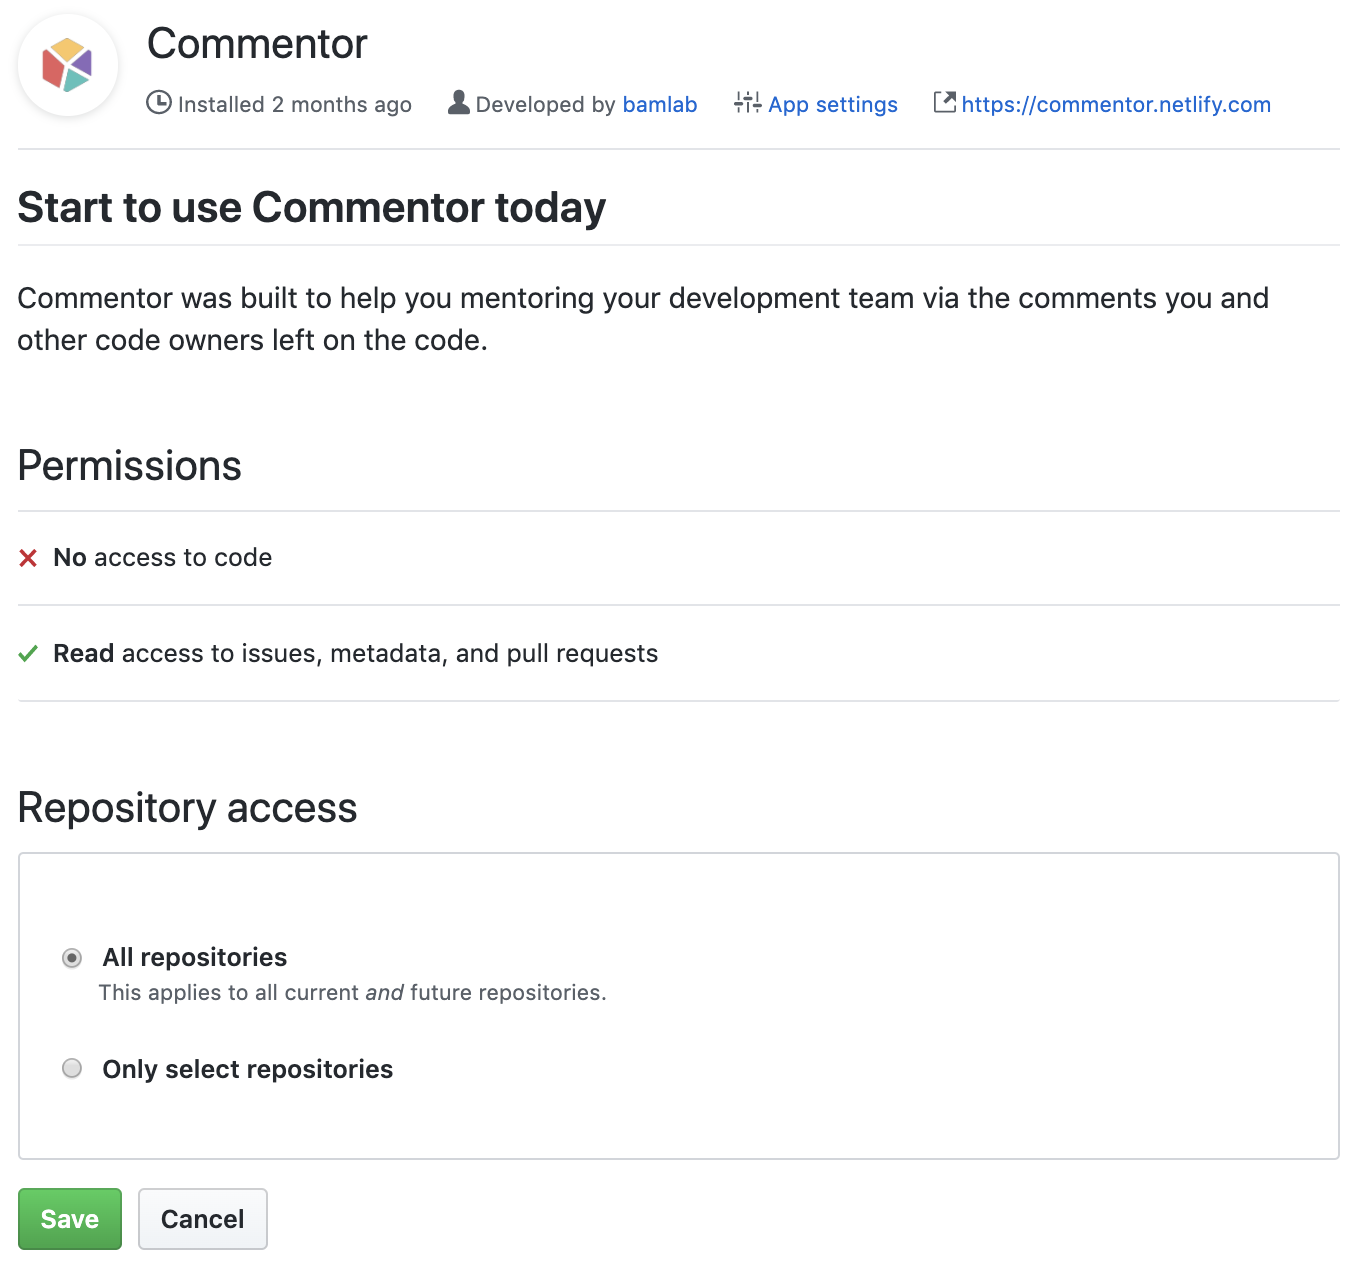 Commentor
Installed 2 months ago Developed by bamlab App settings https://commentor.netlify.com
Start to use Commentor today
Commentor was built to help you mentoring your development team via the comments you and
other code owners left on the code.
Permissions
No access to code
Read access to issues, metadata, and pull requests
Repository access
All repositories
This applies to all current and future repositories.
Only select repositories
Save Cancel